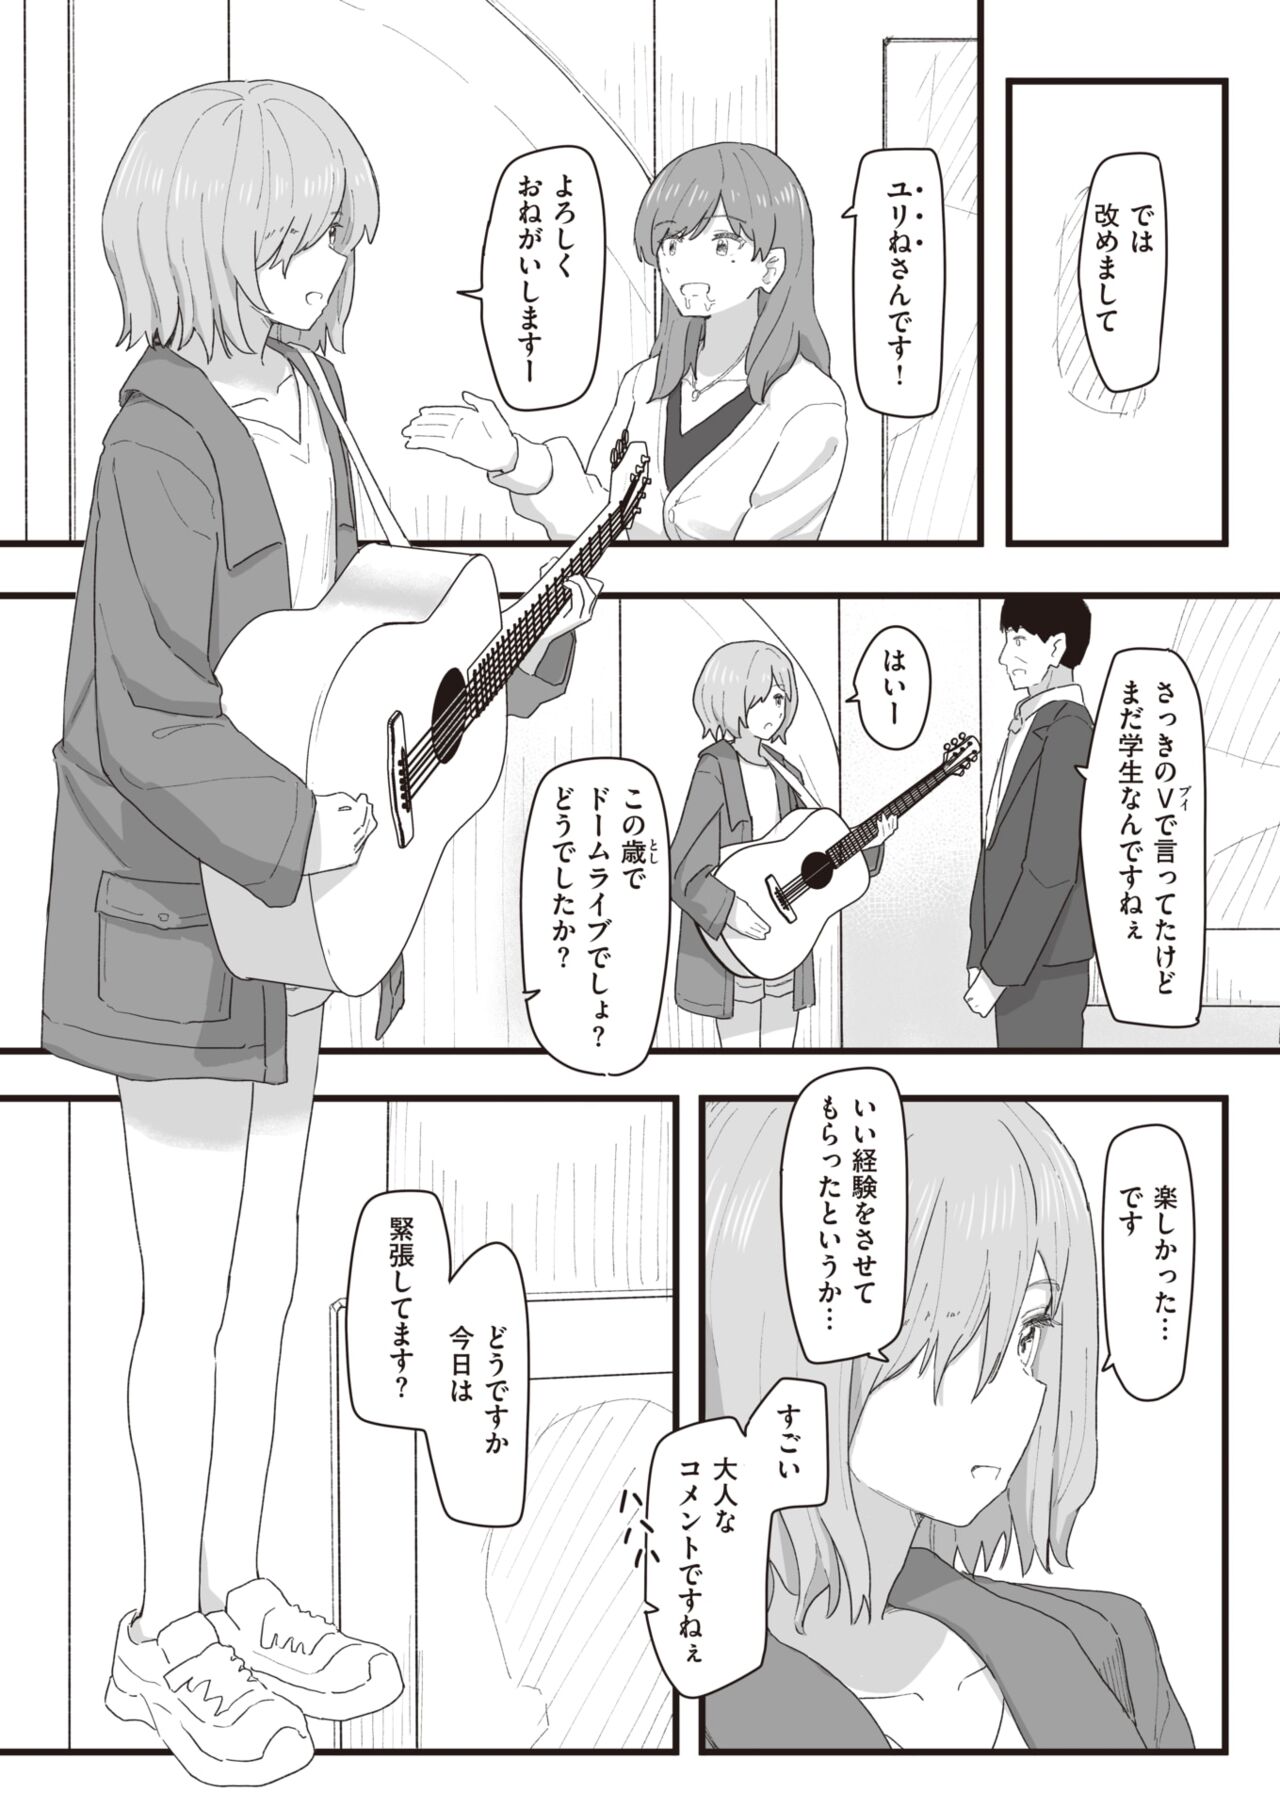 では
改めまして
ユリねさんです！
よろしく
おねがいしますー
さっきのVで言ってたけど
ブイ
まだ学生なんですねぇ
はいー
この歳で
とし
ドームライブでしょ？
どうでしたか？
楽しかった…
です
いい経験をさせて
もらったというか…
すごい
大人な
コメントですねぇ
ハハハ
どうですか
今日は
緊張してます？